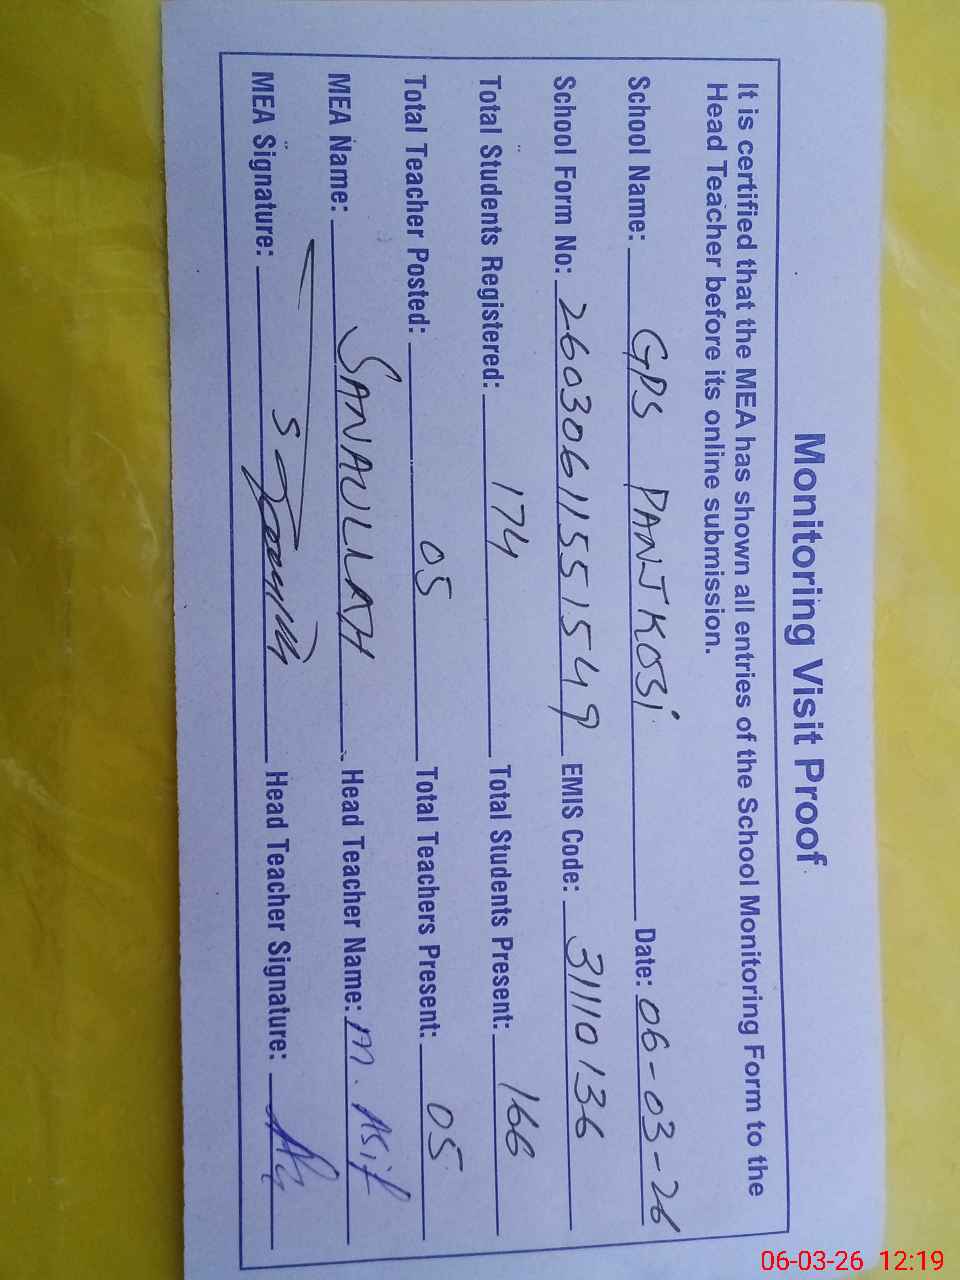 Monitoring Visit Proof
It is certified that the MEA has shown all entries of the School Monitoring Form to the
Head Teacher before its online submission.
School Name: GPS PANJKOSi Date: 06-03-26
School Form No: 26030611551549 EMIS Code: 31110136
Total Students Registered: 174 Total Students Present: 166
Total Teacher Posted: 05 Total Teachers Present: 05
MEA Name: SANAULLAH Head Teacher Name: M. Asif
MEA Signature: Head Teacher Signature:
06-03-26 12:19